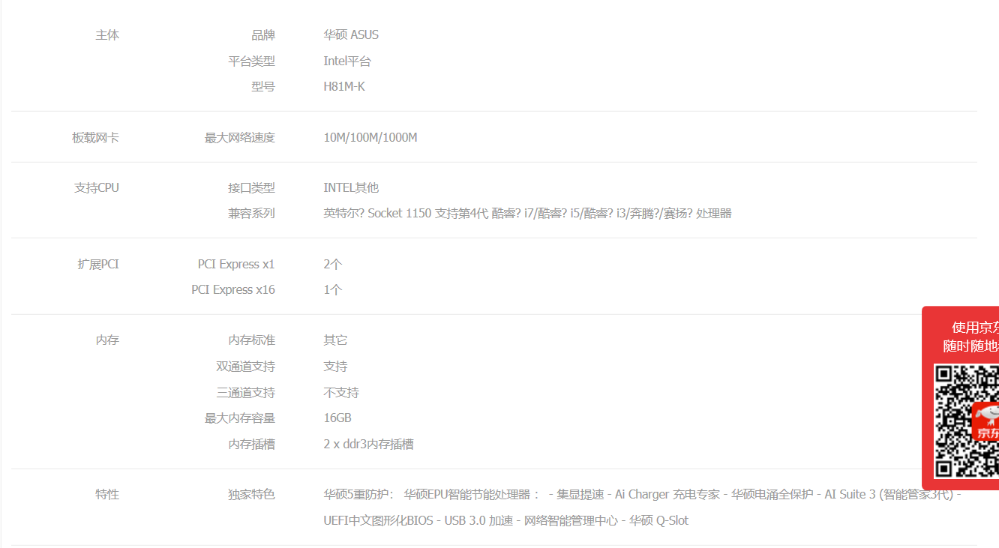 主体 品牌 华硕 ASUS
平台类型 Intel平台
型号 H81M-K
板载网卡 最大网络速度 10M/100M/1000M
支持CPU 接口类型 INTEL其他
兼容系列 英特尔? Socket 1150 支持第4代 酷睿? i7/酷睿? i5/酷睿? i3/奔腾?/赛扬? 处理器
扩展PCI PCI Express x1 2个
PCI Express x16 1个
内存 内存标准 其它
双通道支持 支持
三通道支持 不支持
最大内存容量 16GB
内存插槽 2 x ddr3内存插槽
特性 独家特色 华硕5重防护： 华硕EPU智能节能处理器 ： - 集显提速 - Ai Charger 充电专家 - 华硕电涌全保护 - AI Suite 3 (智能管家3代) -
UEFI中文图形化BIOS - USB 3.0 加速 - 网络智能管理中心 - 华硕 Q-Slot
使用京东
随时随地
京东